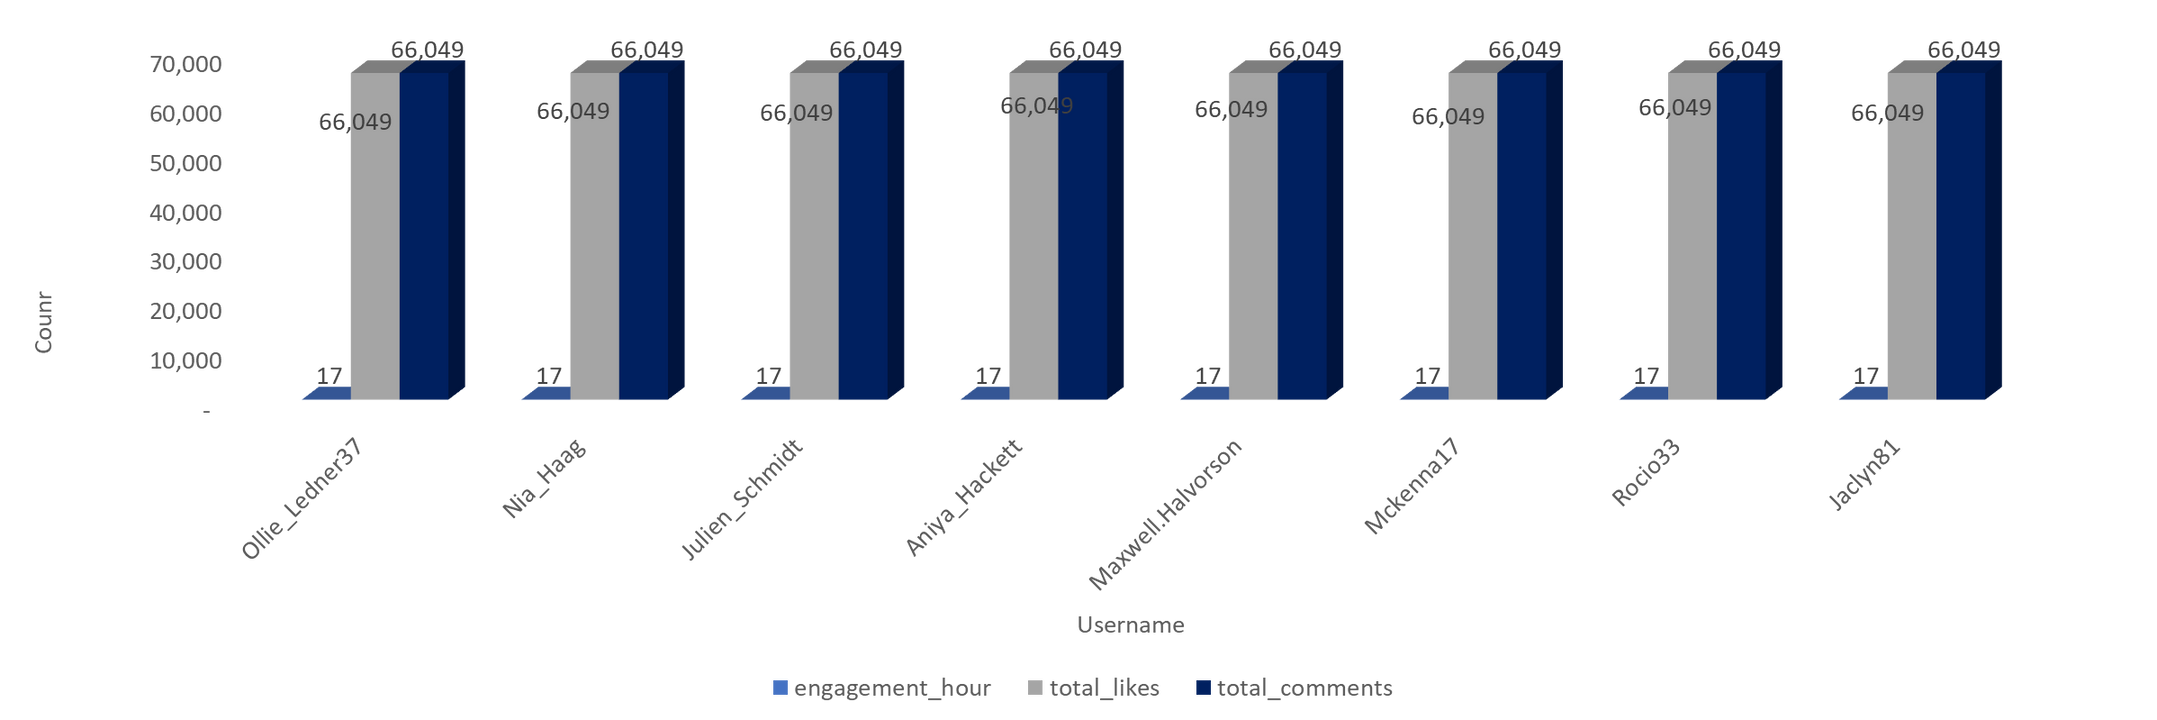 66,049 66,049 66,049 66,049 66,049 66,049 66,049 66,049
70,000
60,000
50,000
40,000
30,000
20,000
10,000
-
66,049 66,049 66,049 66,049 66,049 66,049 66,049 66,049
17 17 17 17 17 17 17 17
Counr
Ollie_Ledner37
Nia_Haag
Julien_Schmidt
Aniya_Hackett
Maxwell.Halvorson
Mckenna17
Rocio33
Jaclyn81
Username
engagement_hour total_likes total_comments